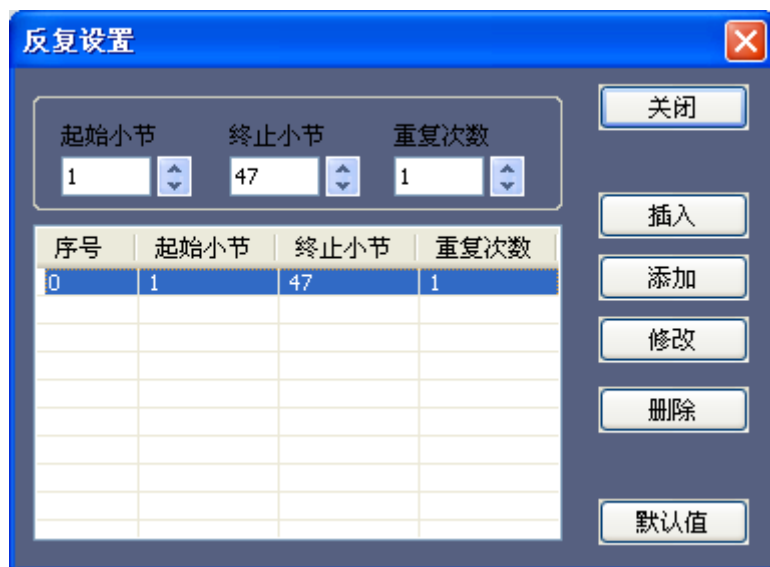 反复设置
起始小节 终止小节 重复次数
1 47 1
序号 起始小节 终止小节 重复次数
0 1 47 1
关闭
插入
添加
修改
删除
默认值